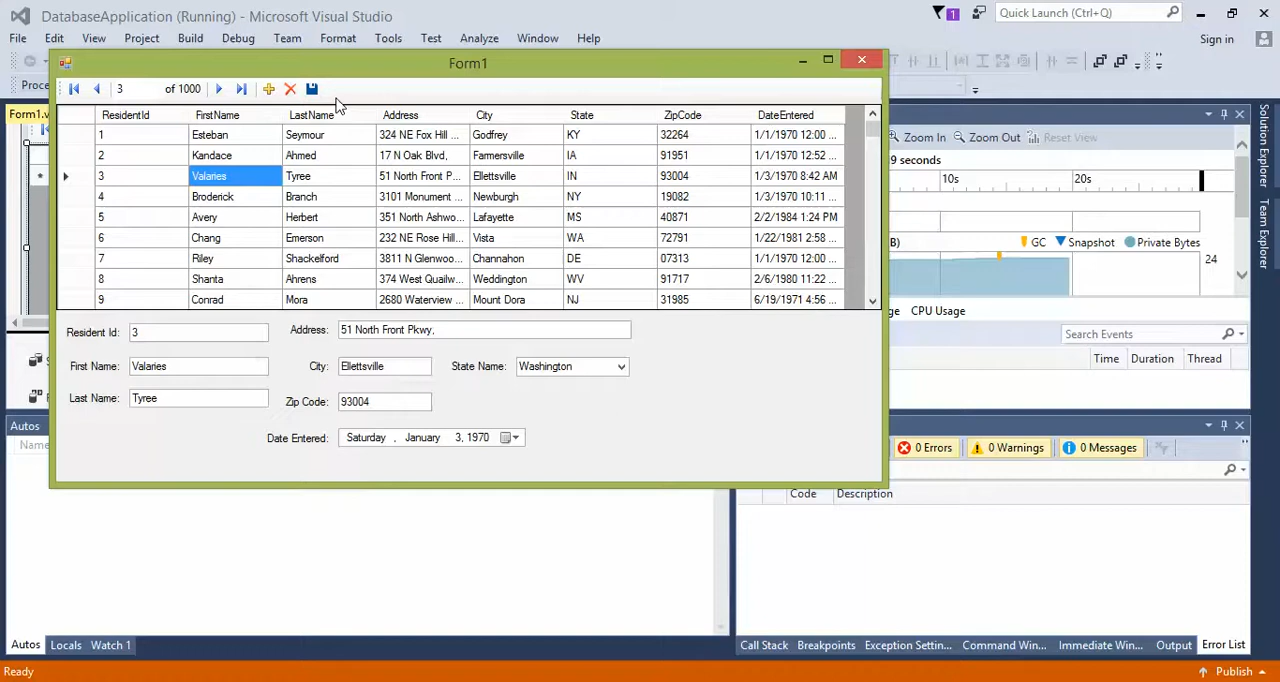 DatabaseApplication (Running) - Microsoft Visual Studio
1
Quick Launch (Ctrl+Q)
File Edit View Project Build Debug Team Format Tools Test Analyze Window Help
Sign in
Proce
Form1
3 of 1000
Form1.v
ResidentId FirstName LastName Address City State ZipCode DateEntered
1 Esteban Seymour 324 NE Fox Hill ... Godfrey KY 32264 1/1/1970 12:00 ...
2 Kandace Ahmed 17 N Oak Blvd, Farmersville IA 91951 1/1/1970 12:52 ...
3 Valaries Tyree 51 North Front P... Ellettsville IN 93004 1/3/1970 8:42 AM
4 Broderick Branch 3101 Monument ... Newburgh NY 19082 1/3/1970 10:11 ...
5 Avery Herbert 351 North Ashwo... Lafayette MS 40871 2/2/1984 1:24 PM
6 Chang Emerson 232 NE Rose Hill ... Vista WA 72791 1/22/1981 2:58 ...
7 Riley Shackelford 3811 N Glenwoo... Channahon DE 07313 1/1/1970 12:00 ...
8 Shanta Ahrens 374 West Quailw... Weddington WV 91717 2/6/1980 11:22 ...
9 Conrad Mora 2680 Waterview ... Mount Dora NJ 31985 6/19/1971 4:56 ...
Resident Id: 3 Address: 51 North Front Pkwy,
First Name: Valaries City: Ellettsville State Name: Washington
Last Name: Tyree Zip Code: 93004
Date Entered: Saturday , January 3, 1970
Zoom In Zoom Out Reset View
9 seconds
10s 20s
B) GC Snapshot Private Bytes
24
ge CPU Usage
Search Events
Time Duration Thread
Autos
Name
0 Errors 0 Warnings 0 Messages
Code Description
Autos Locals Watch 1
Call Stack Breakpoints Exception Settin... Command Win... Immediate Win... Output Error List
Solution Explorer
Team Explorer
Ready
Publish